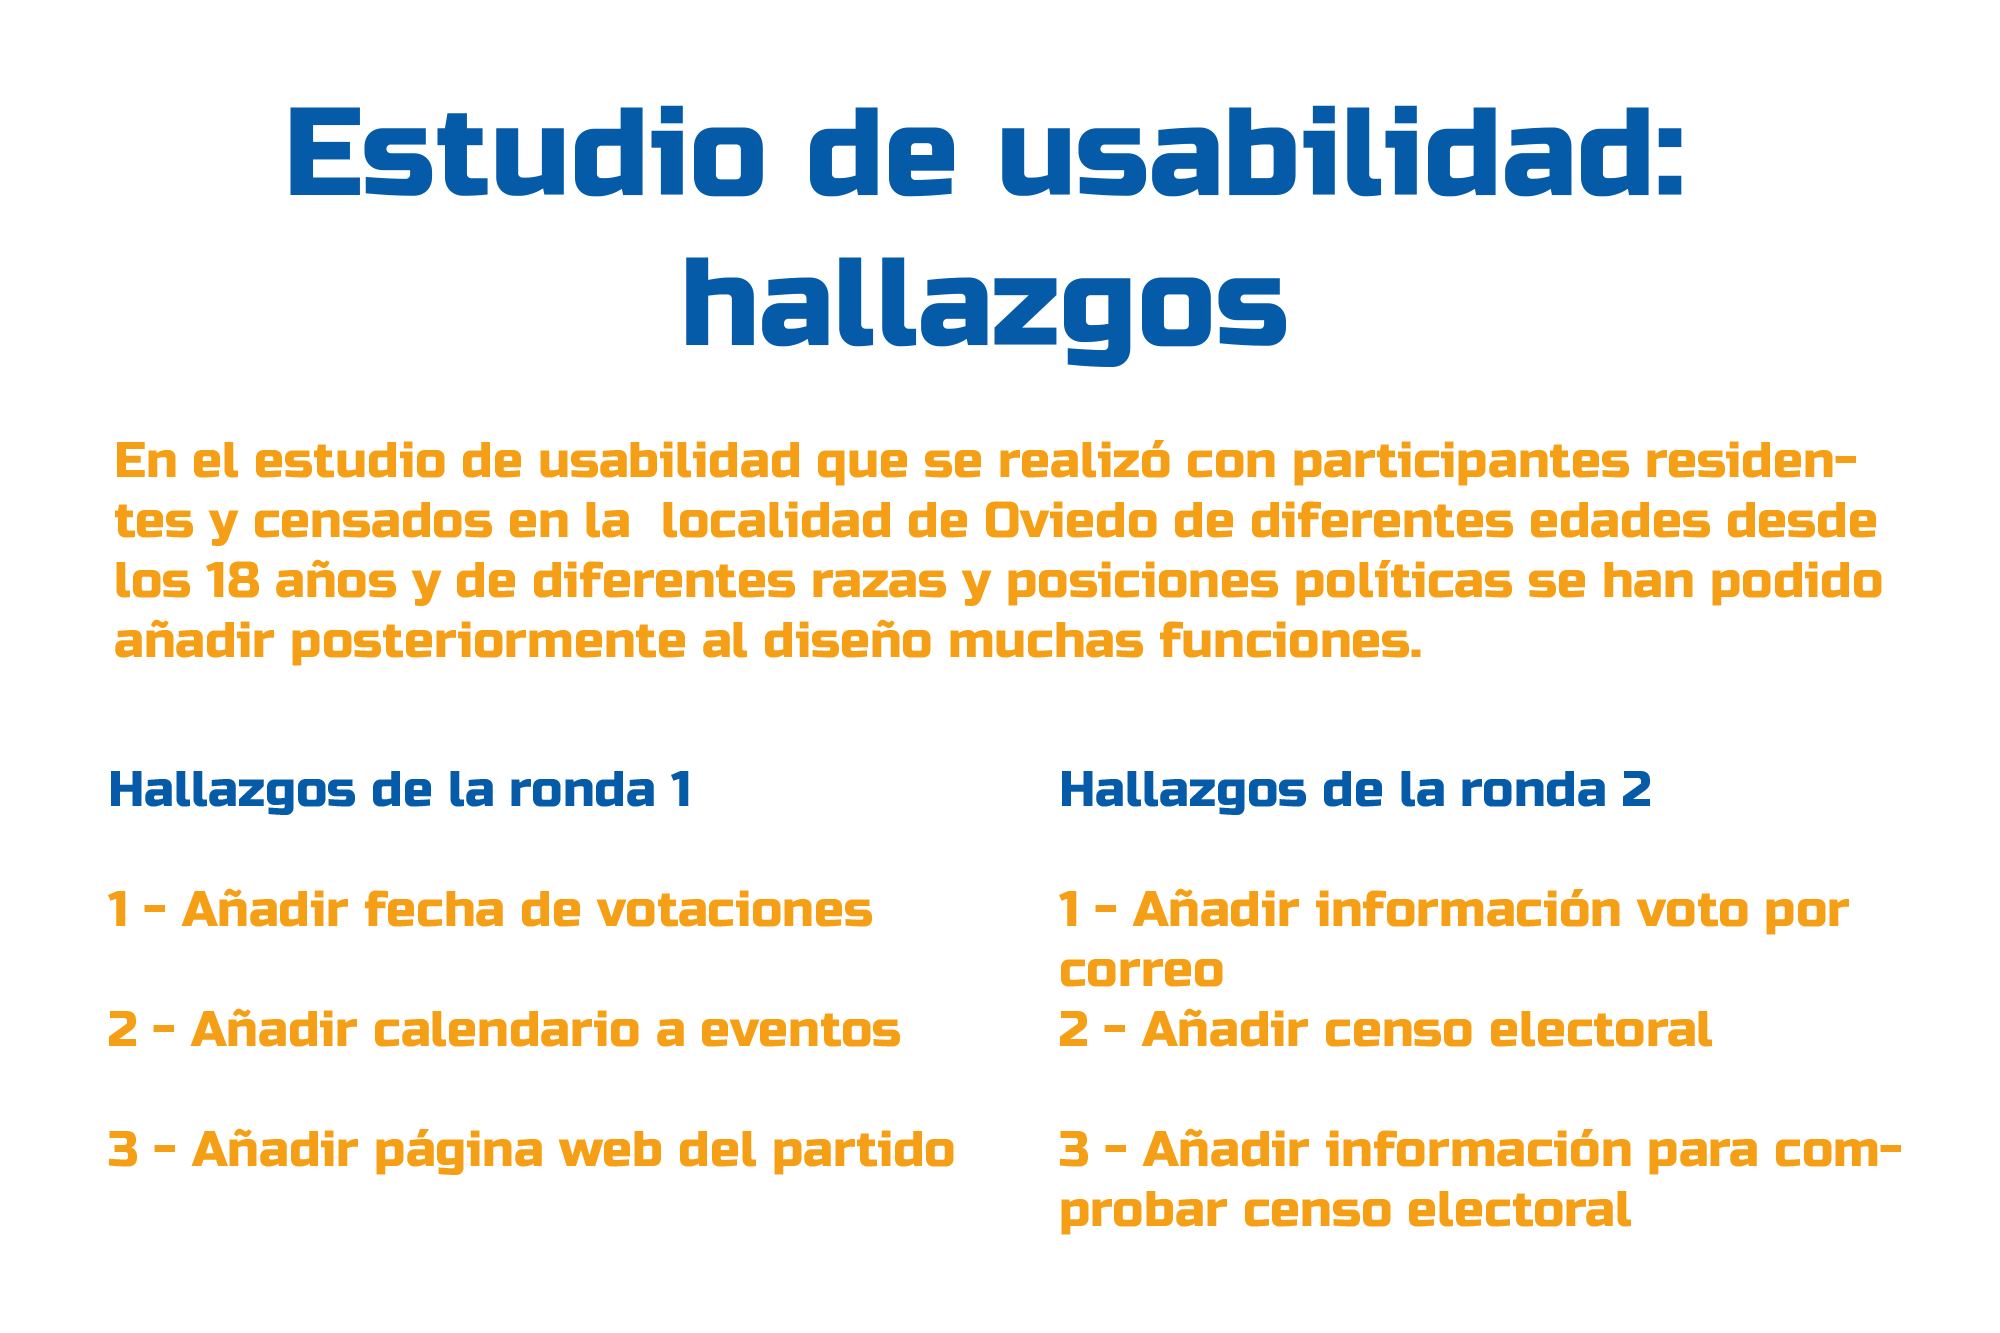 Estudio de usabilidad:
hallazgos
En el estudio de usabilidad que se realizó con participantes residen-
tes y censados en la  localidad de Oviedo de diferentes edades desde
los 18 años y de diferentes razas y posiciones políticas se han podido
añadir posteriormente al diseño muchas funciones.
Hallazgos de la ronda 1
1 - Añadir fecha de votaciones
2 - Añadir calendario a eventos
3 - Añadir página web del partido
Hallazgos de la ronda 2
1 - Añadir información voto por
correo
2 - Añadir censo electoral
3 - Añadir información para com-
probar censo electoral